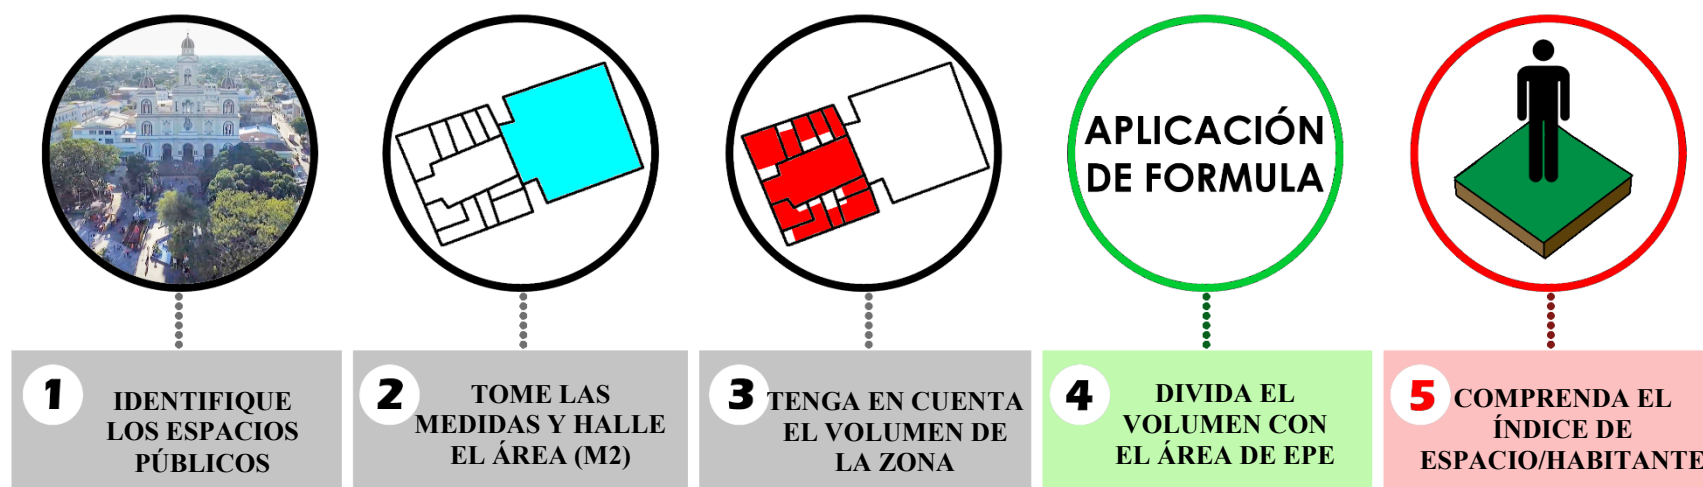 APLICACIÓN
DE FORMULA
1
IDENTIFIQUE
LOS ESPACIOS
PÚBLICOS
2
TOME LAS
MEDIDAS Y HALLE
EL ÁREA (M2)
3
TENGA EN CUENTA
EL VOLUMEN DE
LA ZONA
4
DIVIDA EL
VOLUMEN CON
EL ÁREA DE EPE
5
COMPRENDA EL
ÍNDICE DE
ESPACIO/HABITANTE